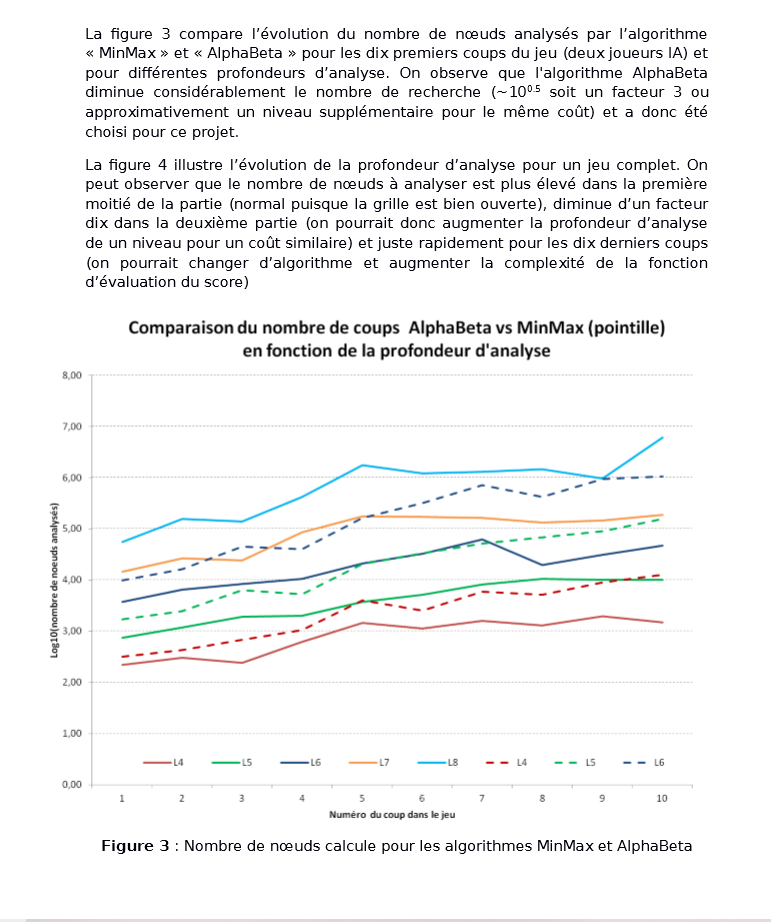 La figure 3 compare l’évolution du nombre de nœuds analysés par l’algorithme
« MinMax » et « AlphaBeta » pour les dix premiers coups du jeu (deux joueurs IA) et
pour différentes profondeurs d’analyse. On observe que l'algorithme AlphaBeta
diminue considérablement le nombre de recherche (~10⁰·⁵ soit un facteur 3 ou
approximativement un niveau supplémentaire pour le même coût) et a donc été
choisi pour ce projet.
La figure 4 illustre l’évolution de la profondeur d’analyse pour un jeu complet. On
peut observer que le nombre de nœuds à analyser est plus élevé dans la première
moitié de la partie (normal puisque la grille est bien ouverte), diminue d’un facteur
dix dans la deuxième partie (on pourrait donc augmenter la profondeur d’analyse
de un niveau pour un coût similaire) et juste rapidement pour les dix derniers coups
(on pourrait changer d’algorithme et augmenter la complexité de la fonction
d’évaluation du score)
Comparaison du nombre de coups AlphaBeta vs MinMax (pointille)
en fonction de la profondeur d'analyse
8,00
7,00
6,00
5,00
4,00
3,00
2,00
1,00
0,00
Log10(nombre de noeuds analysés)
L4 L5 L6 L7 L8 L4 L5 L6
1 2 3 4 5 6 7 8 9 10
Numéro du coup dans le jeu
Figure 3 : Nombre de nœuds calcule pour les algorithmes MinMax et AlphaBeta